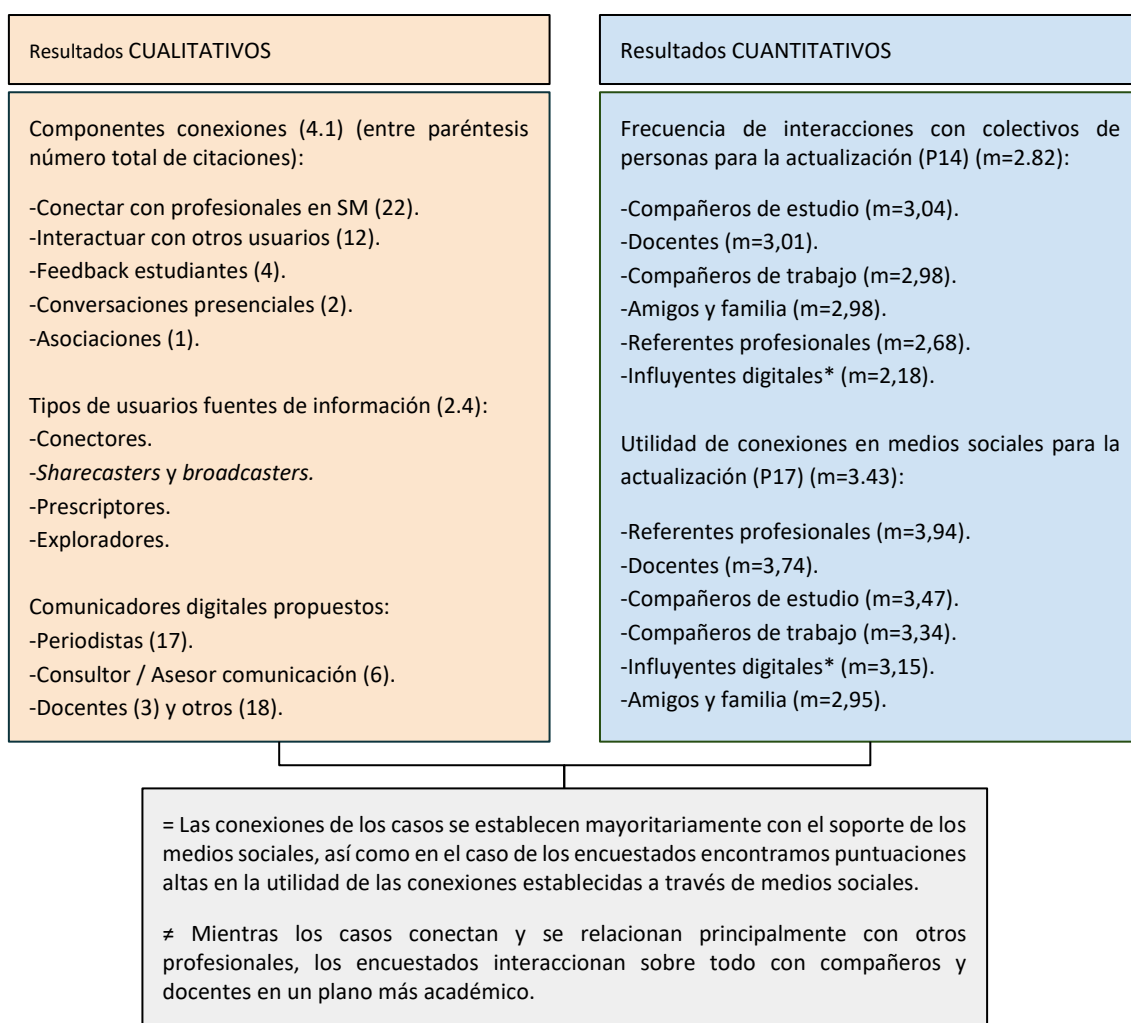 Resultados CUALITATIVOS
Componentes conexiones (4.1) (entre paréntesis
número total de citaciones):
-Conectar con profesionales en SM (22).
-Interactuar con otros usuarios (12).
-Feedback estudiantes (4).
-Conversaciones presenciales (2).
-Asociaciones (1).
Tipos de usuarios fuentes de información (2.4):
-Conectores.
-Sharecasters y broadcasters.
-Prescriptores.
-Exploradores.
Comunicadores digitales propuestos:
-Periodistas (17).
-Consultor / Asesor comunicación (6).
-Docentes (3) y otros (18).
Resultados CUANTITATIVOS
Frecuencia de interacciones con colectivos de
personas para la actualización (P14) (m=2.82):
-Compañeros de estudio (m=3,04).
-Docentes (m=3,01).
-Compañeros de trabajo (m=2,98).
-Amigos y familia (m=2,98).
-Referentes profesionales (m=2,68).
-Influyentes digitales* (m=2,18).
Utilidad de conexiones en medios sociales para la
actualización (P17) (m=3.43):
-Referentes profesionales (m=3,94).
-Docentes (m=3,74).
-Compañeros de estudio (m=3,47).
-Compañeros de trabajo (m=3,34).
-Influyentes digitales* (m=3,15).
-Amigos y familia (m=2,95).
= Las conexiones de los casos se establecen mayoritariamente con el soporte de los
medios sociales, así como en el caso de los encuestados encontramos puntuaciones
altas en la utilidad de las conexiones establecidas a través de medios sociales.
≠ Mientras los casos conectan y se relacionan principalmente con otros
profesionales, los encuestados interaccionan sobre todo con compañeros y
docentes en un plano más académico.